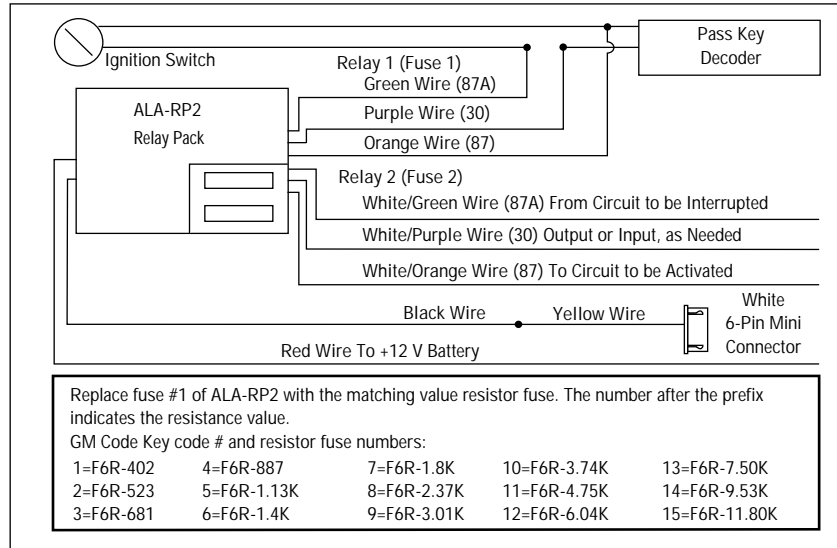 Ignition Switch
Pass Key
Decoder
Relay 1 (Fuse 1)
Green Wire (87A)
ALA-RP2
Relay Pack
Purple Wire (30)
Orange Wire (87)
Relay 2 (Fuse 2)
White/Green Wire (87A) From Circuit to be Interrupted
White/Purple Wire (30) Output or Input, as Needed
White/Orange Wire (87) To Circuit to be Activated
Black Wire
Yellow Wire
White
6-Pin Mini
Connector
Red Wire To +12 V Battery
Replace fuse #1 of ALA-RP2 with the matching value resistor fuse. The number after the prefix
indicates the resistance value.
GM Code Key code # and resistor fuse numbers:
1=F6R-402 4=F6R-887 7=F6R-1.8K 10=F6R-3.74K 13=F6R-7.50K
2=F6R-523 5=F6R-1.13K 8=F6R-2.37K 11=F6R-4.75K 14=F6R-9.53K
3=F6R-681 6=F6R-1.4K 9=F6R-3.01K 12=F6R-6.04K 15=F6R-11.80K